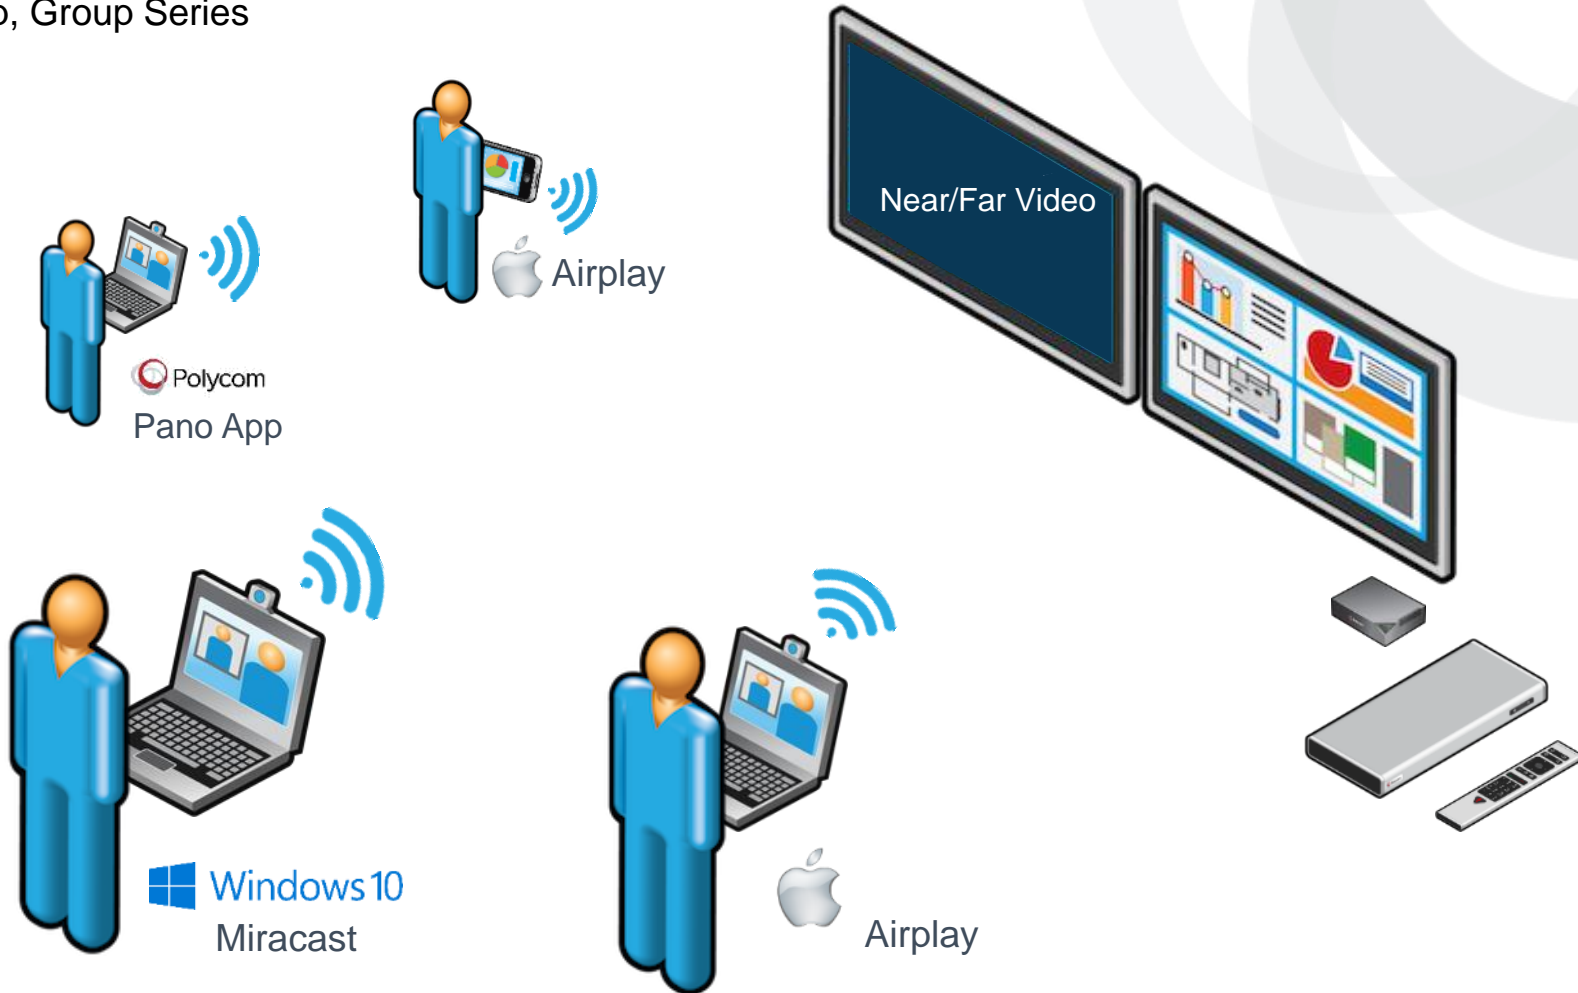 , Group Series
Near/Far Video
Airplay
Polycom
Pano App
Windows 10
Miracast
Airplay